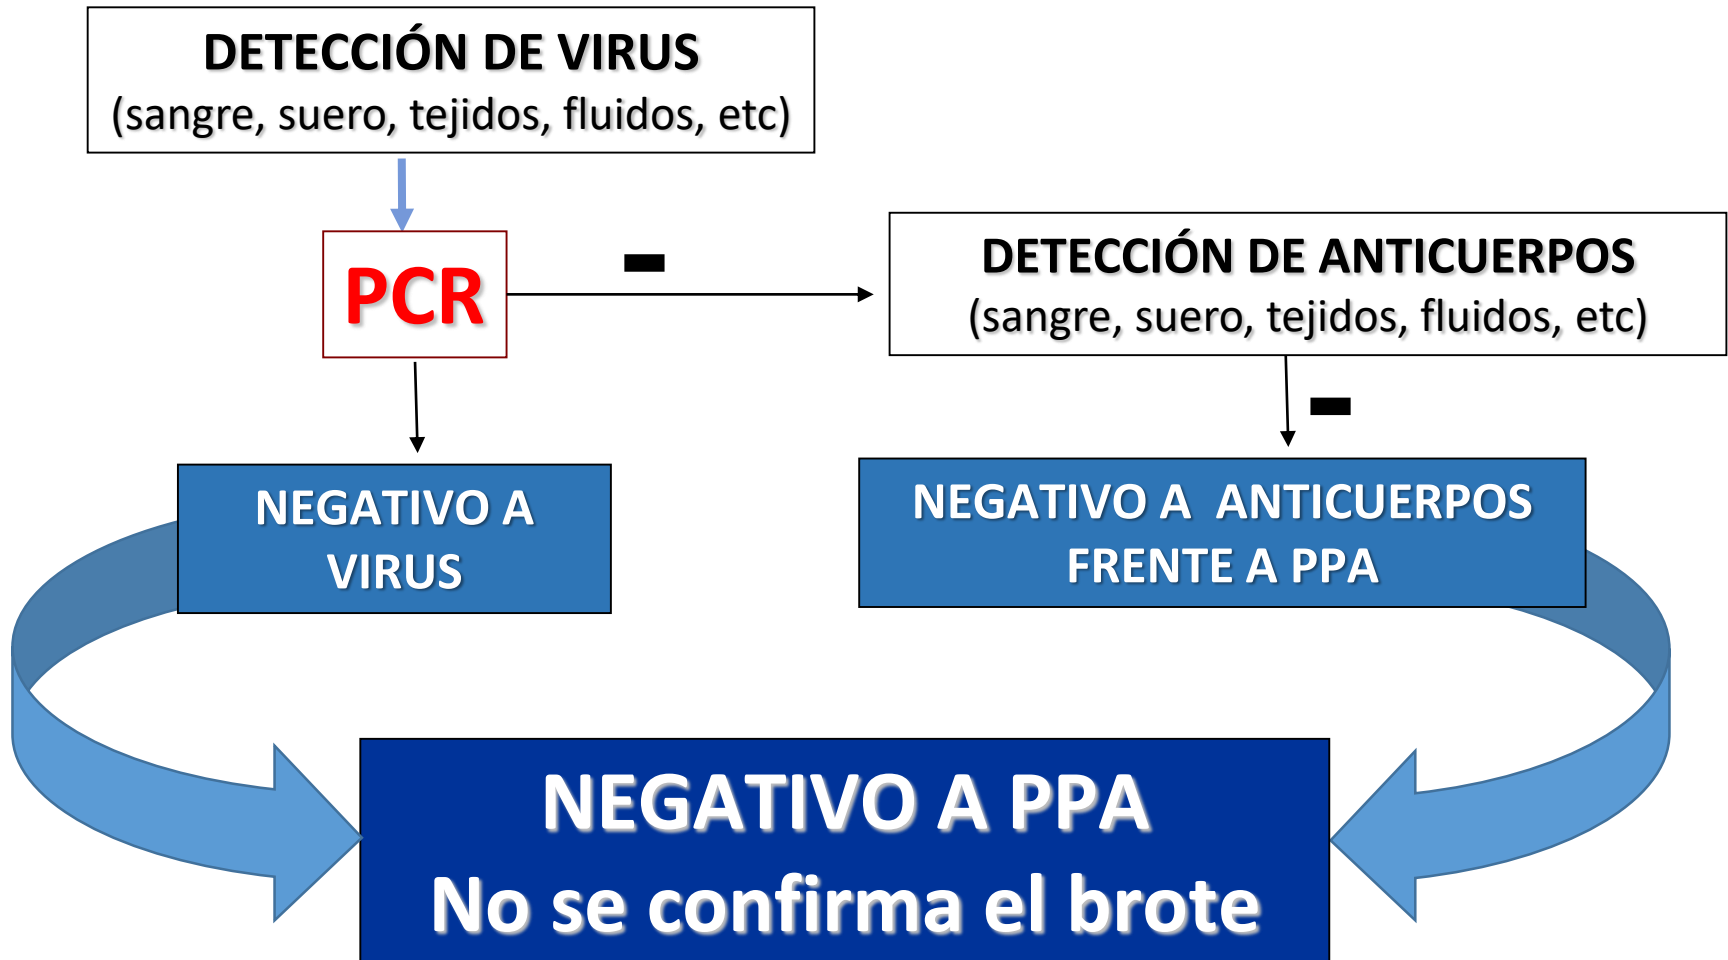 DETECCIÓN DE VIRUS
(sangre, suero, tejidos, fluidos, etc)
PCR
-
DETECCIÓN DE ANTICUERPOS
(sangre, suero, tejidos, fluidos, etc)
-
NEGATIVO A
VIRUS
NEGATIVO A  ANTICUERPOS
FRENTE A PPA
NEGATIVO A PPA
No se confirma el brote